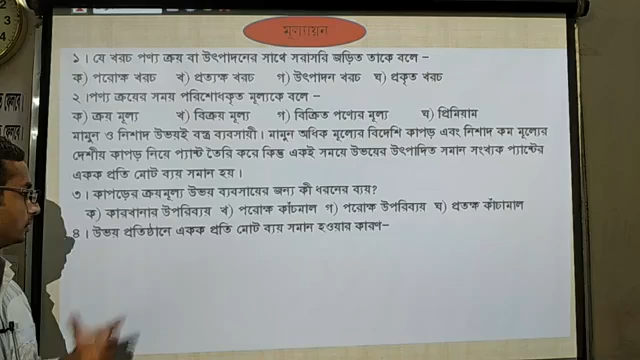 মূল্যায়ন
১। যে খরচ পণ্য ক্রয় বা উৎপাদনের সাথে সরাসরি জড়িত তাকে বলে –
ক) পরোক্ষ খরচ খ) প্রত্যক্ষ খরচ গ) উৎপাদন খরচ ঘ) প্রকৃত খরচ
২। পণ্য ক্রয়ের সময় পরিশোধকৃত মূল্যকে বলে –
ক) ক্রয় মূল্য খ) বিক্রয় মূল্য গ) বিক্রিত পণ্যের মূল্য ঘ) প্রিমিয়াম
মামুন ও নিশাদ উভয়ই বস্ত্র ব্যবসায়ী। মামুন অধিক মূল্যের বিদেশি কাপড় এবং নিশাদ কম মূল্যের
দেশীয় কাপড় নিয়ে প্যান্ট তৈরি করে কিন্তু একই সময়ে উভয়ের উৎপাদিত সমান সংখ্যক প্যান্টের
একক প্রতি মোট ব্যয় সমান হয়।
৩। কাপড়ের ক্রয়মূল্য উভয় ব্যবসায়ের জন্য কী ধরনের ব্যয়?
ক) কারখানার উপরিব্যয় খ) পরোক্ষ কাঁচামাল গ) পরোক্ষ উপরিব্যয় ঘ) প্রতক্ষ কাঁচামাল
৪। উভয় প্রতিষ্ঠানে একক প্রতি মোট ব্যয় সমান হওয়ার কারণ–